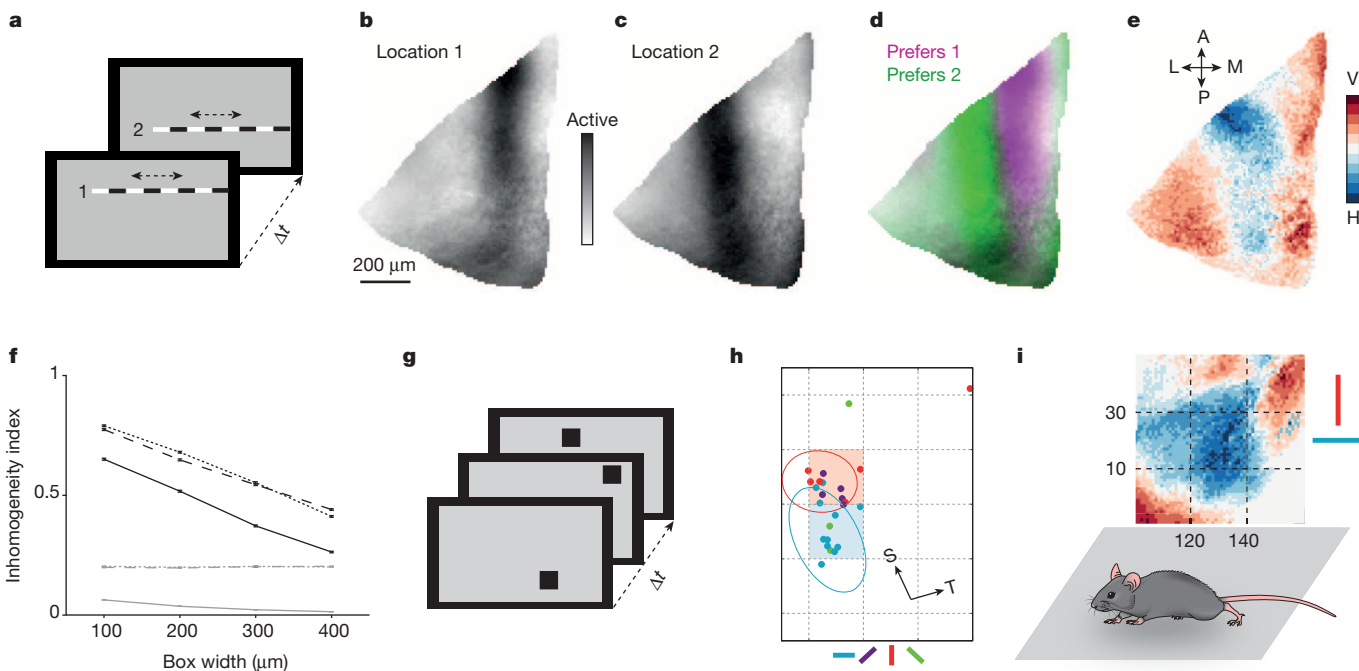 a
2
1
Δt
b
Location 1
Active
200 μm
c
Location 2
d
Prefers 1
Prefers 2
e
A
L M
P
V
H
f
1
0.5
0
Inhomogeneity index
100 200 300 400
Box width (μm)
g
Δt
h
S
T
i
30
10
120 140